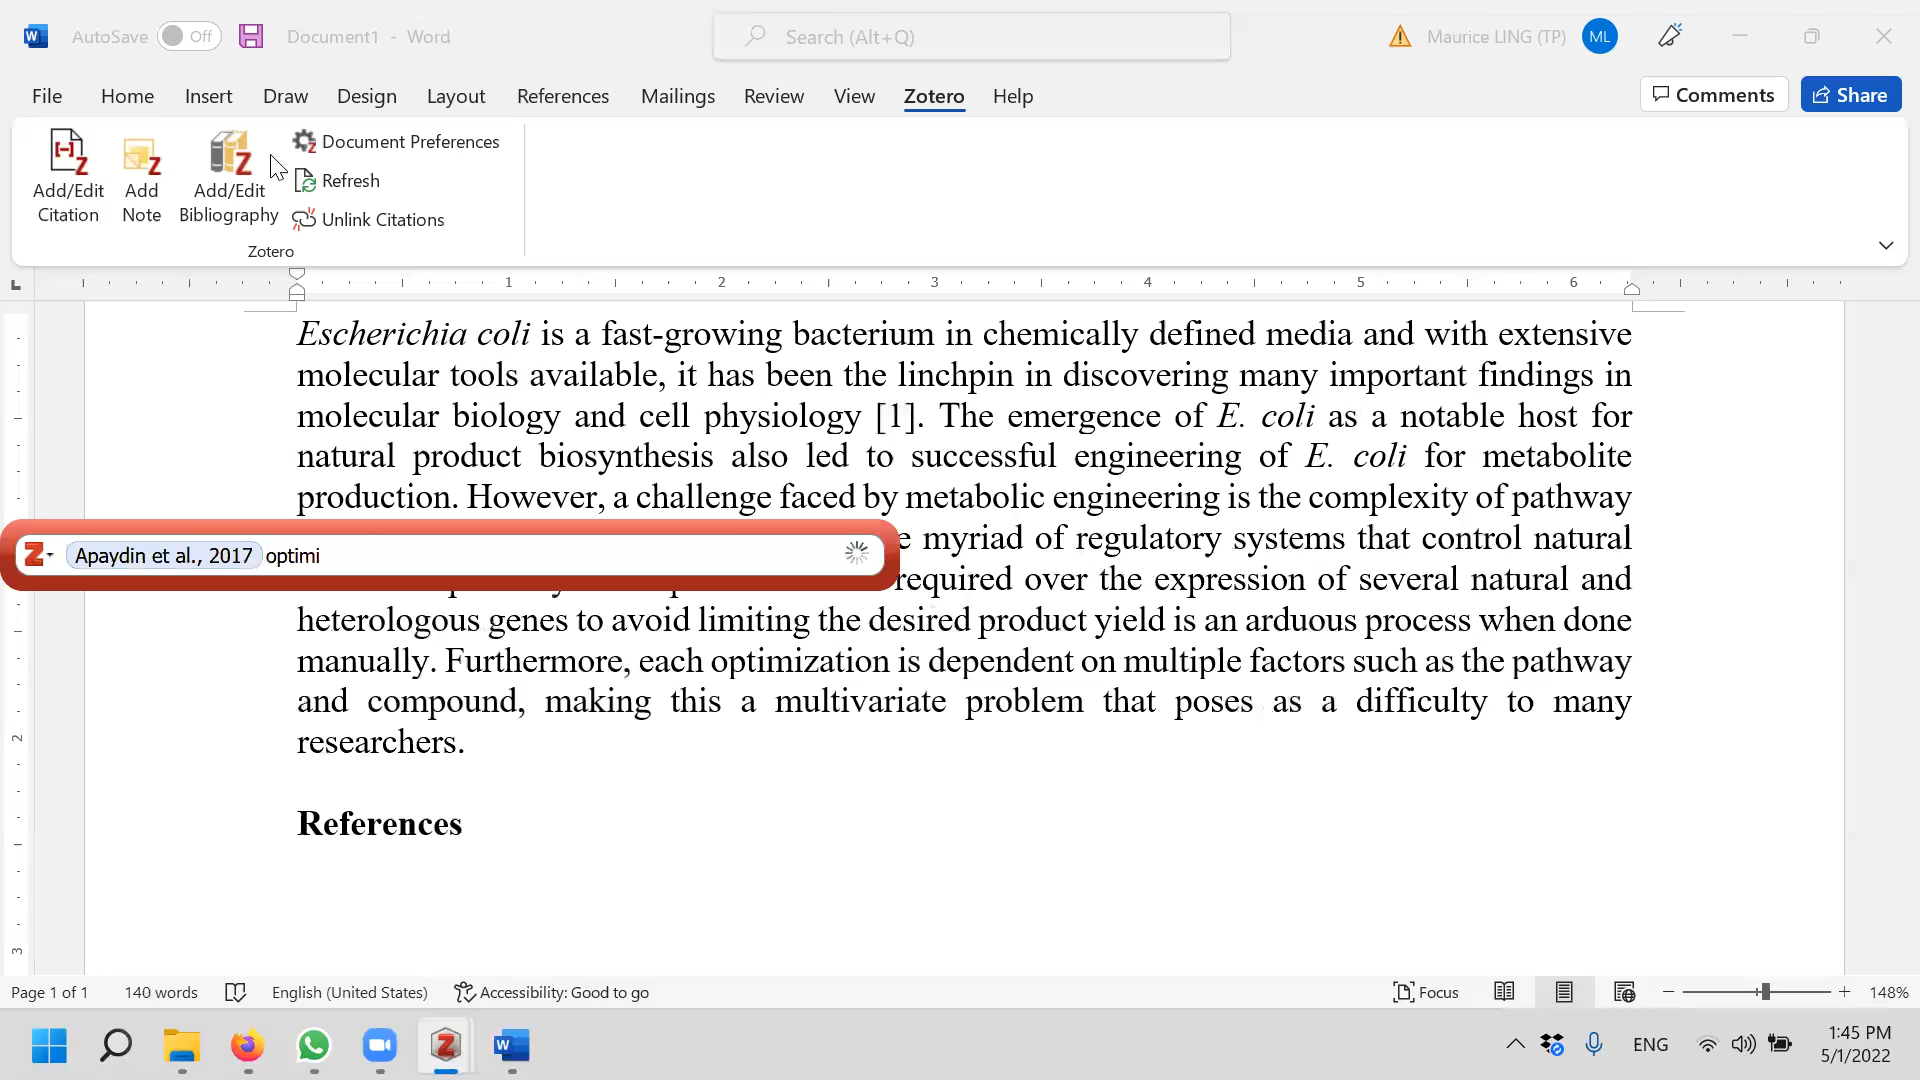 AutoSave Off Document1 - Word Search (Alt+Q) Maurice LING (TP) ML
File Home Insert Draw Design Layout References Mailings Review View Zotero Help Comments Share
Document Preferences
Add/Edit Citation
Add Note
Add/Edit Bibliography
Refresh
Unlink Citations
Zotero
1 2 3 4 5 6
Escherichia coli is a fast-growing bacterium in chemically defined media and with extensive
molecular tools available, it has been the linchpin in discovering many important findings in
molecular biology and cell physiology [1]. The emergence of E. coli as a notable host for
natural product biosynthesis also led to successful engineering of E. coli for metabolite
production. However, a challenge faced by metabolic engineering is the complexity of pathway
e myriad of regulatory systems that control natural
Apaydin et al., 2017 optimi
required over the expression of several natural and
heterologous genes to avoid limiting the desired product yield is an arduous process when done
manually. Furthermore, each optimization is dependent on multiple factors such as the pathway
and compound, making this a multivariate problem that poses as a difficulty to many
researchers.
References
2
3
Page 1 of 1 140 words English (United States) Accessibility: Good to go Focus 148%
ENG
1:45 PM
5/1/2022